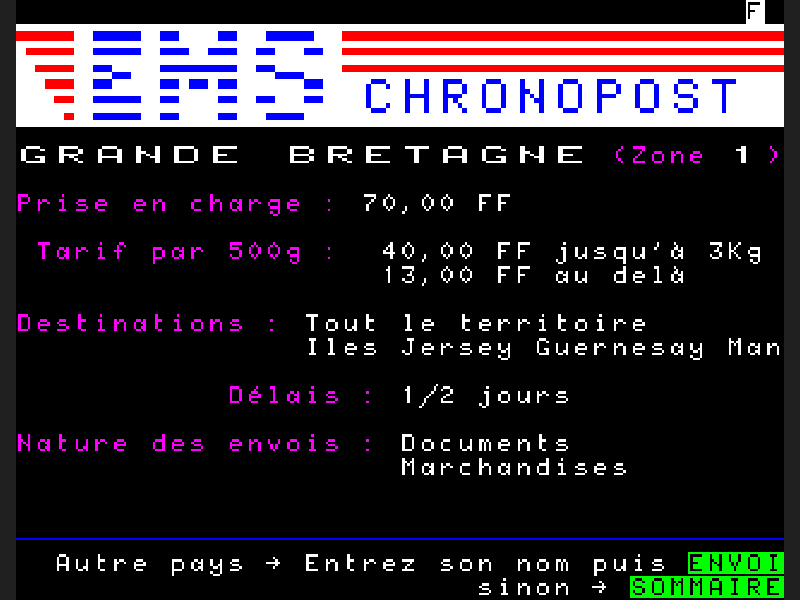 F
EMS
CHRONOPOST
GRANDE BRETAGNE (Zone 1 )
Prise en charge : 70,00 FF
Tarif par 500g : 40,00 FF jusqu'à 3Kg
13,00 FF au delà
Destinations : Tout le territoire
Iles Jersey Guernesay Man
Délais : 1/2 jours
Nature des envois : Documents
Marchandises
Autre pays → Entrez son nom puis ENVOI
sinon → SOMMAIRE